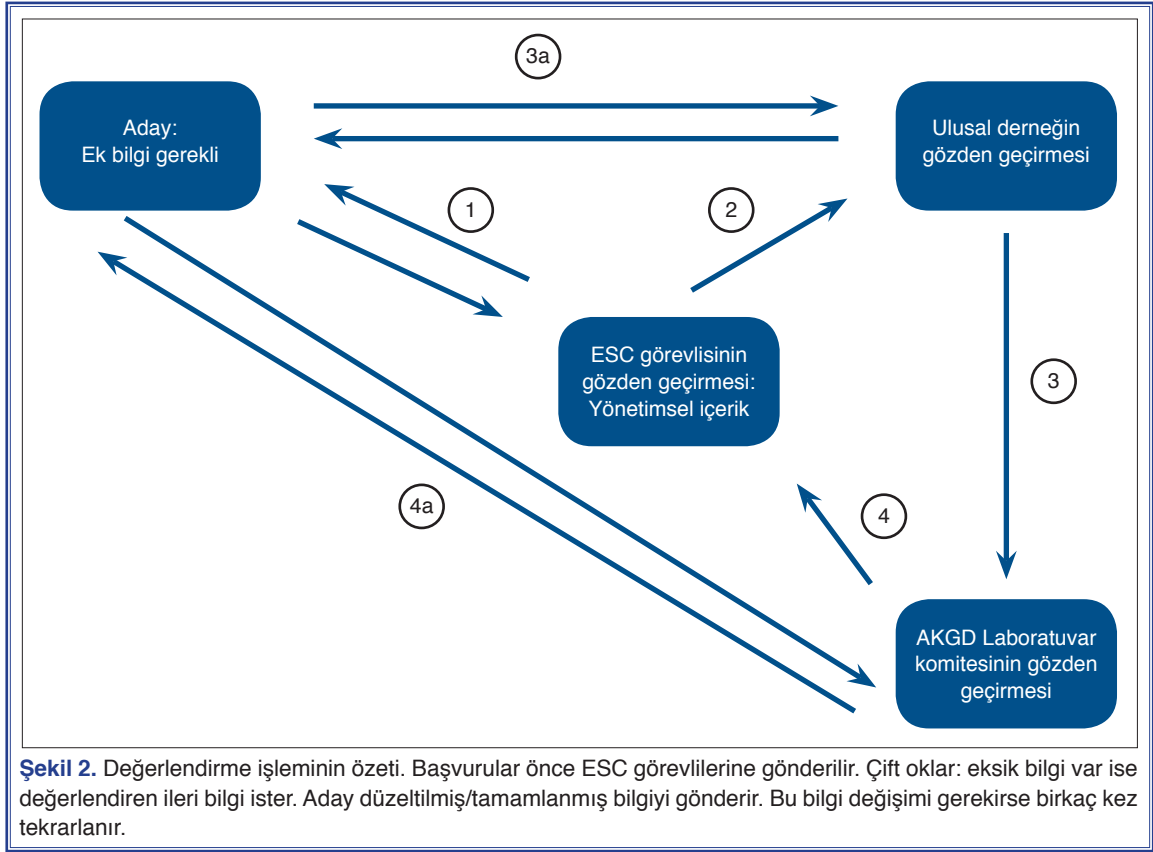 3a
Aday:
Ek bilgi gerekli
Ulusal derneğin
gözden geçirmesi
1
2
ESC görevlisinin
gözden geçirmesi:
Yönetimsel içerik
3
4a
4
AKGD Laboratuvar
komitesinin gözden
geçirmesi
Şekil 2. Değerlendirme işleminin özeti. Başvurular önce ESC görevlilerine gönderilir. Çift oklar: eksik bilgi var ise
değerlendiren ileri bilgi ister. Aday düzeltilmiş/tamamlanmış bilgiyi gönderir. Bu bilgi değişimi gerekirse birkaç kez
tekrarlanır.